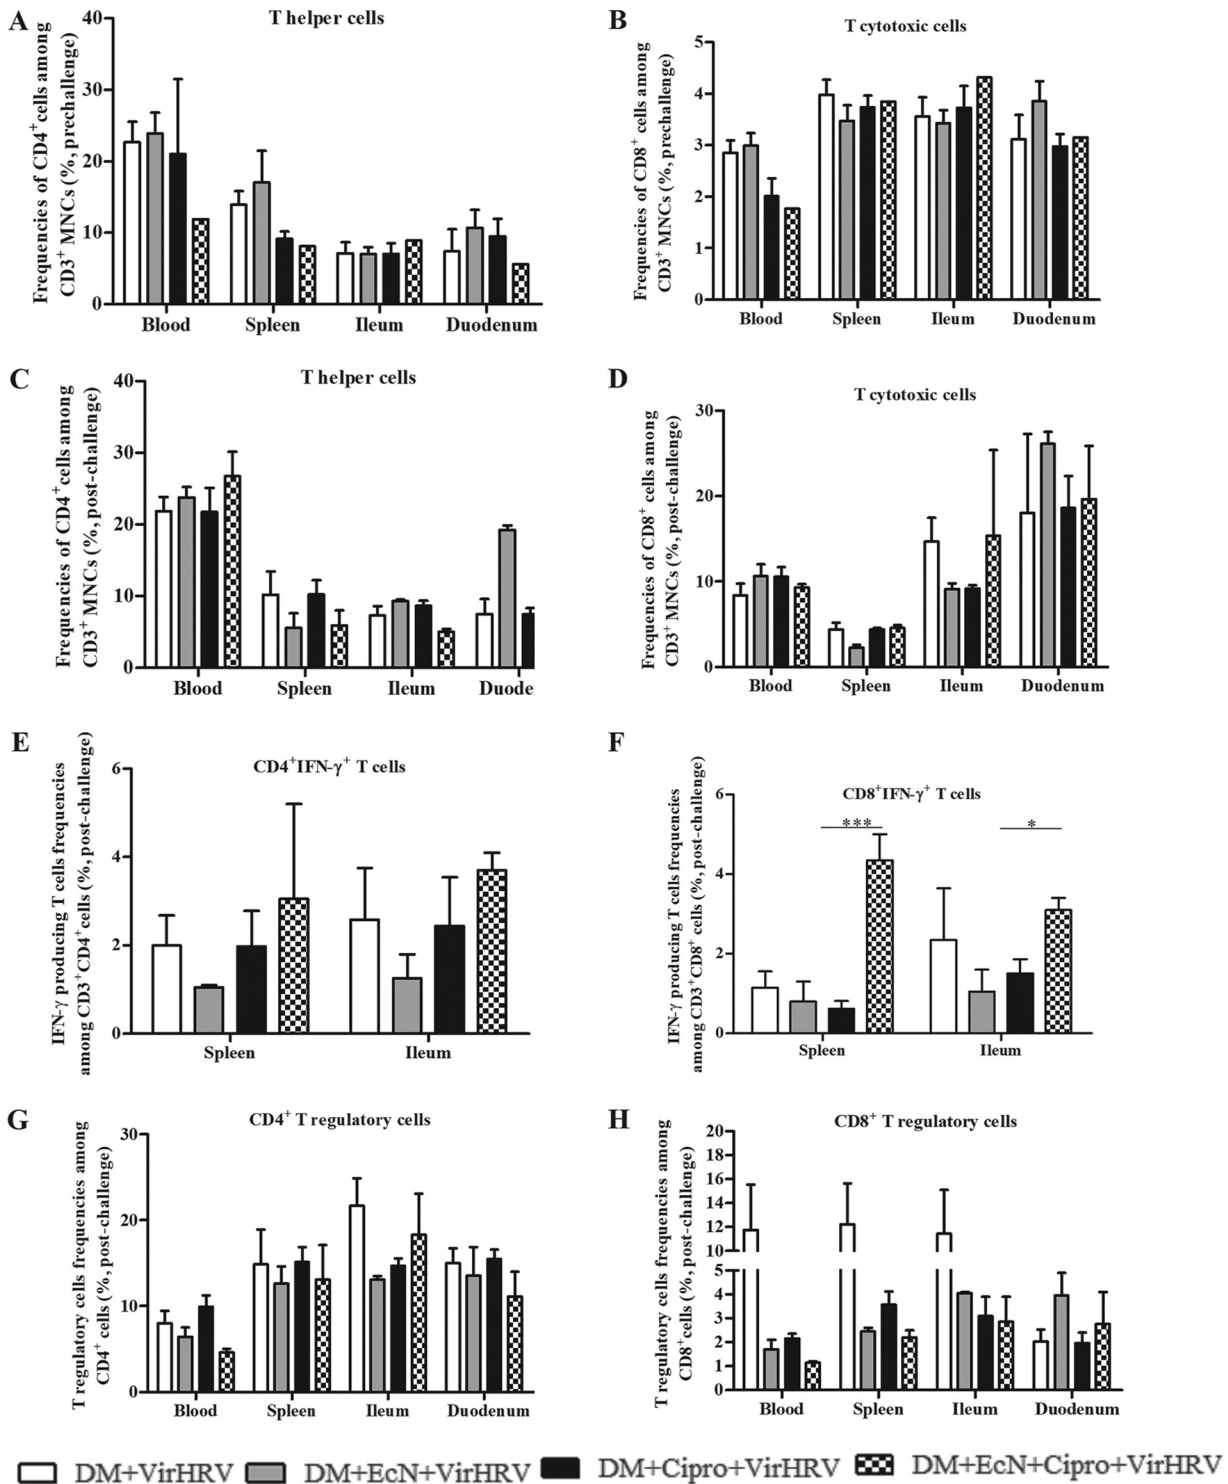 A
T helper cells
Frequencies of CD4+cells among
CD3+ MNCs (%, prechallenge)
40
30
20
10
0
Blood
Spleen
Ileum
Duodenum
B
T cytotoxic cells
Frequencies of CD8+ cells among
CD3+ MNCs (%, prechallenge)
5
4
3
2
1
0
Blood
Spleen
Ileum
Duodenum
C
T helper cells
Frequencies of CD4+cells among
CD3+ MNCs (%, post-challenge)
40
30
20
10
0
Blood
Spleen
Ileum
Duode
D
T cytotoxic cells
Frequencies of CD8+ cells among
CD3+ MNCs (%, post-challenge)
30
20
10
0
Blood
Spleen
Ileum
Duodenum
E
CD4+IFN-γ+ T cells
IFN-γ producing T cells frequencies
among CD3+CD4+cells (%, post-challenge)
6
4
2
0
Spleen
Ileum
F
CD8+IFN-γ+ T cells
IFN-γ producing T cells frequencies
among CD3+CD8+ cells (%, post-challenge)
6
4
2
0
***
*
Spleen
Ileum
G
CD4+ T regulatory cells
T regulatory cells frequencies among
CD4+ cells (%, post-challenge)
30
20
10
0
Blood
Spleen
Ileum
Duodenum
H
CD8+ T regulatory cells
T regulatory cells frequencies among
CD8+cells (%, post-challenge)
20
18
16
14
12
10
5
4
3
2
1
0
Blood
Spleen
Ileum
Duodenum
DM+VirHRV
DM+EcN+VirHRV
DM+Cipro+VirHRV
DM+EcN+Cipro+VirHRV